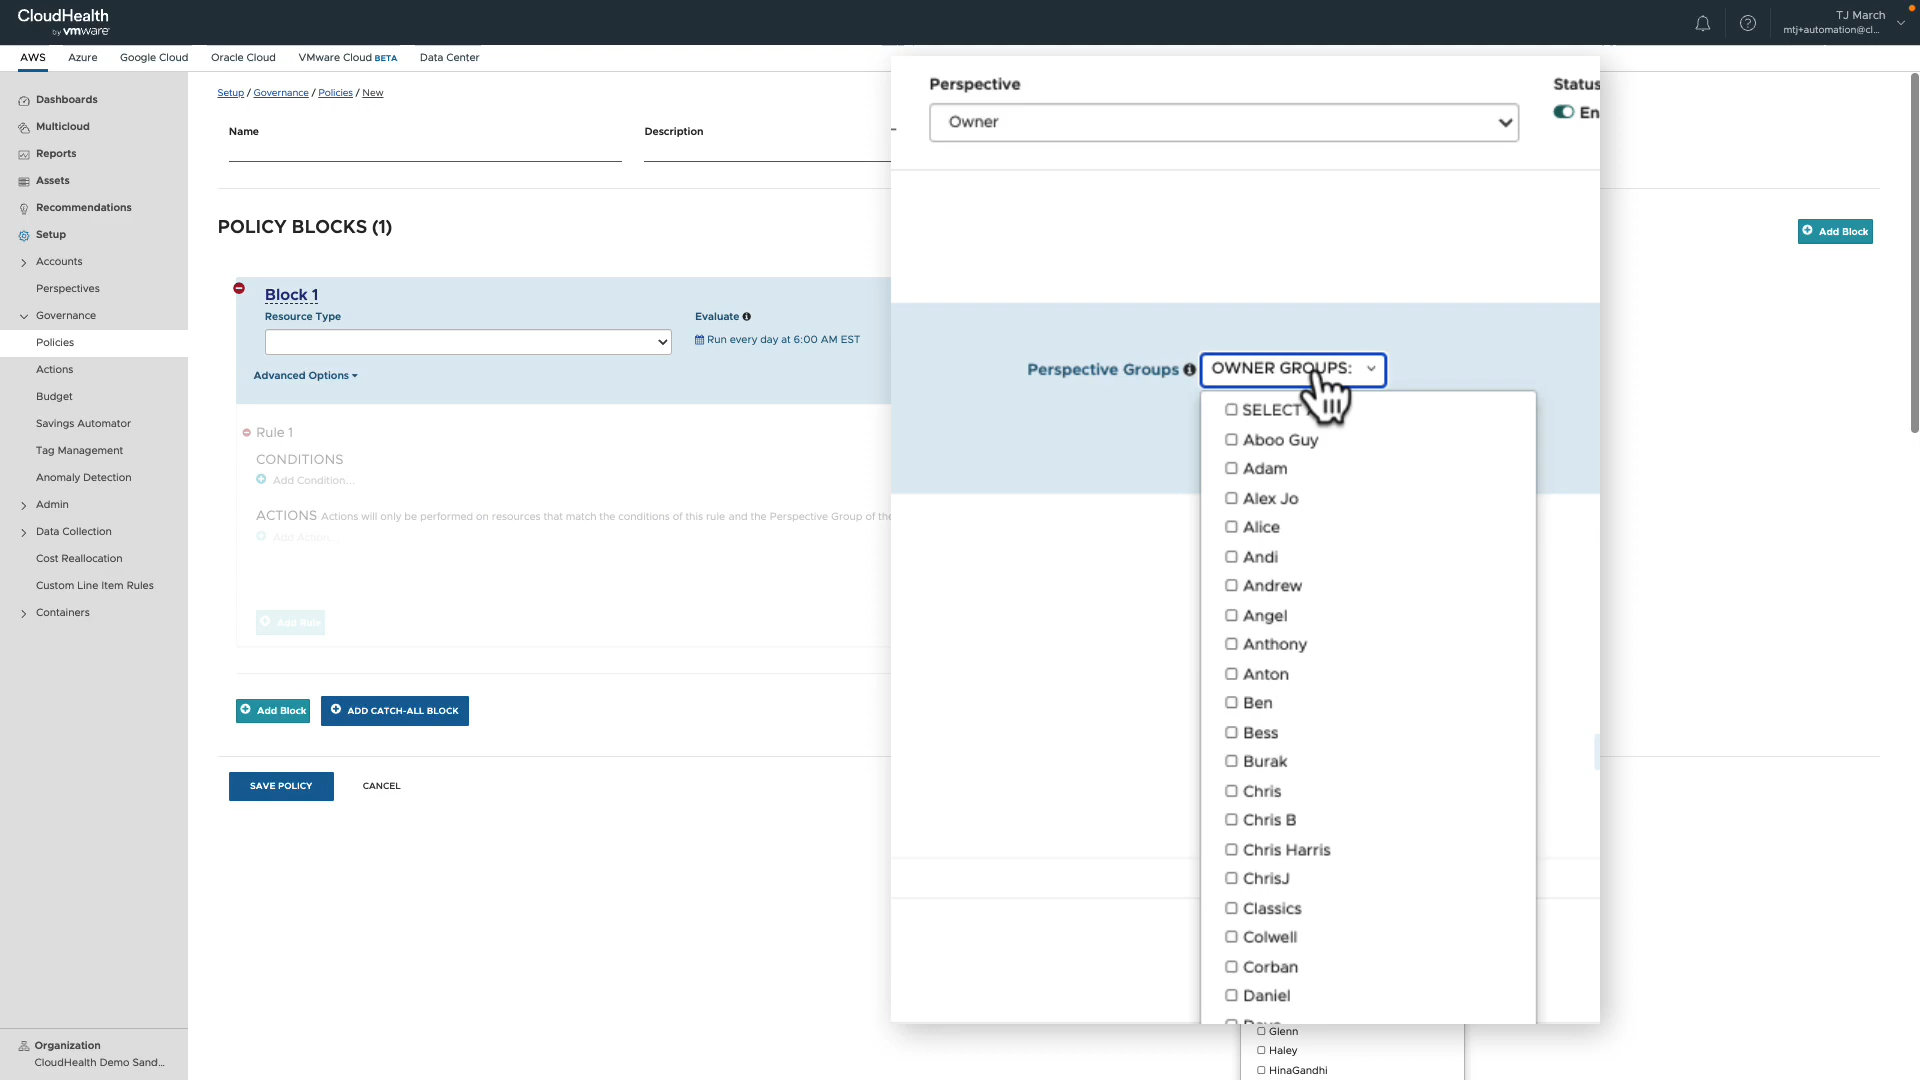 CloudHealth
by vmware
TJ March
mtj+automation@cl...
AWS
Azure
Google Cloud
Oracle Cloud
VMware Cloud BETA
Data Center
Dashboards
Multicloud
Reports
Assets
Recommendations
Setup
Accounts
Perspectives
Governance
Policies
Actions
Budget
Savings Automator
Tag Management
Anomaly Detection
Admin
Data Collection
Cost Reallocation
Custom Line Item Rules
Containers
Organization
CloudHealth Demo Sand...
Setup / Governance / Policies / New
Name
Description
POLICY BLOCKS (1)
Add Block
Block 1
Resource Type
Evaluate
Run every day at 6:00 AM EST
Advanced Options
Rule 1
CONDITIONS
Add Condition...
ACTIONS Actions will only be performed on resources that match the conditions of this rule and the Perspective Group of the
Add Action...
Add Rule
Add Block
ADD CATCH-ALL BLOCK
SAVE POLICY
CANCEL
Perspective
Owner
Status
En
Perspective Groups
OWNER GROUPS:
SELECT
Aboo Guy
Adam
Alex Jo
Alice
Andi
Andrew
Angel
Anthony
Anton
Ben
Bess
Burak
Chris
Chris B
Chris Harris
ChrisJ
Classics
Colwell
Corban
Daniel
Glenn
Haley
HinaGandhi